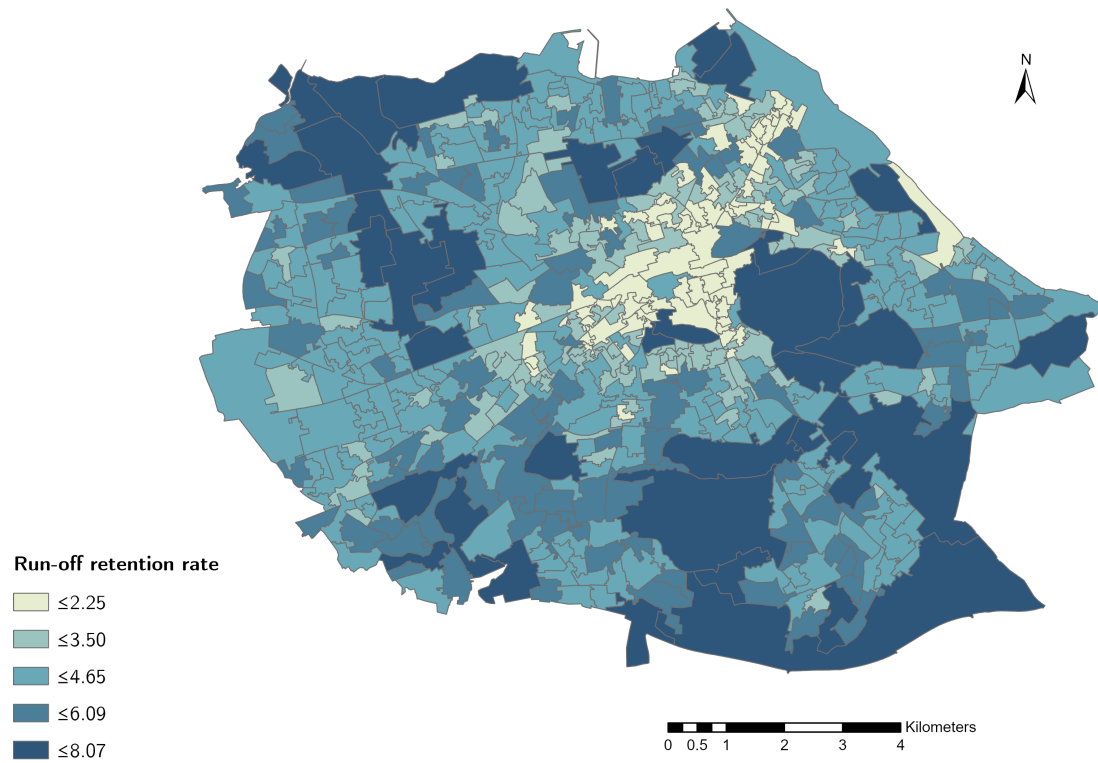 N
Run-off retention rate
≤2.25
≤3.50
≤4.65
≤6.09
≤8.07
Kilometers
0 0.5 1 2 3 4